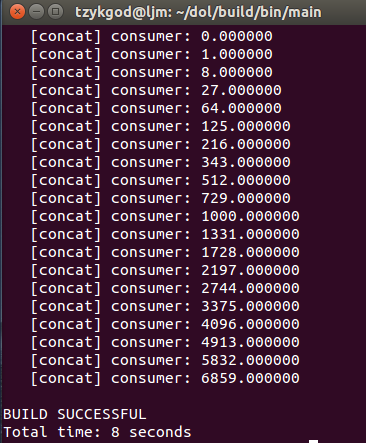 tzykgod@ljm: ~/dol/build/bin/main
[concat] consumer: 0.000000
[concat] consumer: 1.000000
[concat] consumer: 8.000000
[concat] consumer: 27.000000
[concat] consumer: 64.000000
[concat] consumer: 125.000000
[concat] consumer: 216.000000
[concat] consumer: 343.000000
[concat] consumer: 512.000000
[concat] consumer: 729.000000
[concat] consumer: 1000.000000
[concat] consumer: 1331.000000
[concat] consumer: 1728.000000
[concat] consumer: 2197.000000
[concat] consumer: 2744.000000
[concat] consumer: 3375.000000
[concat] consumer: 4096.000000
[concat] consumer: 4913.000000
[concat] consumer: 5832.000000
[concat] consumer: 6859.000000
BUILD SUCCESSFUL
Total time: 8 seconds